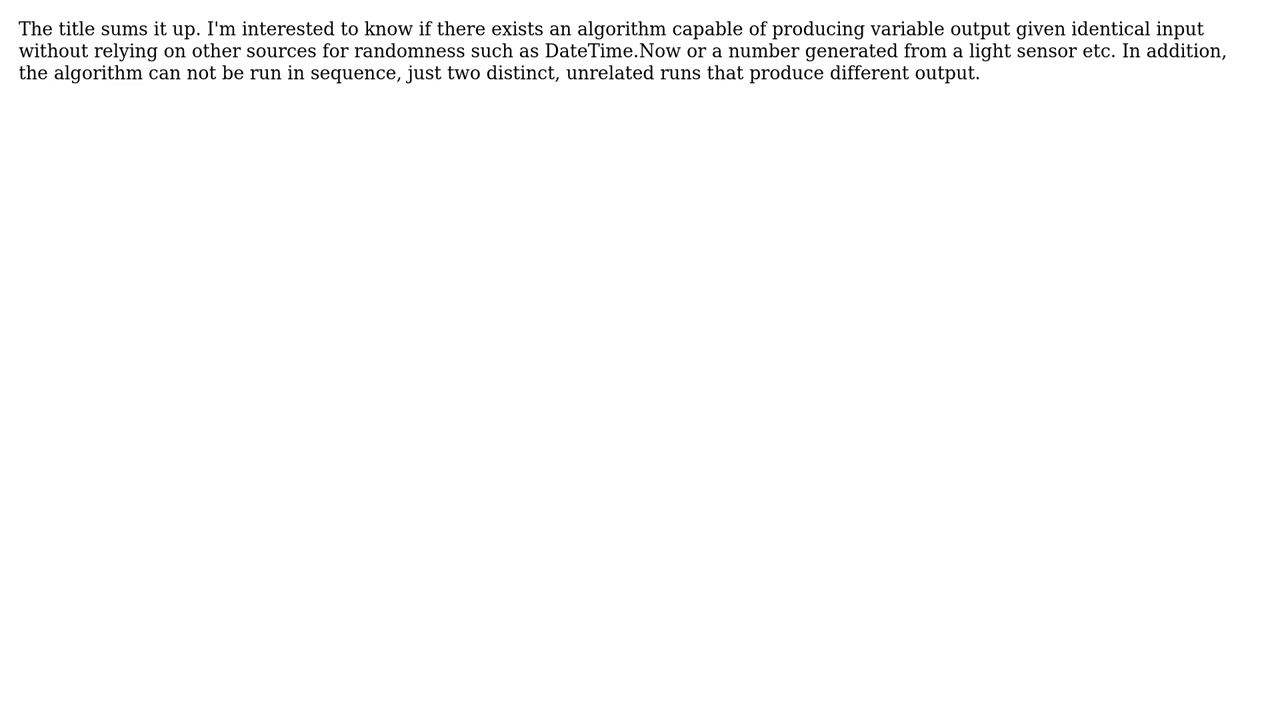 The title sums it up. I'm interested to know if there exists an algorithm capable of producing variable output given identical input
without relying on other sources for randomness such as DateTime.Now or a number generated from a light sensor etc. In addition,
the algorithm can not be run in sequence, just two distinct, unrelated runs that produce different output.